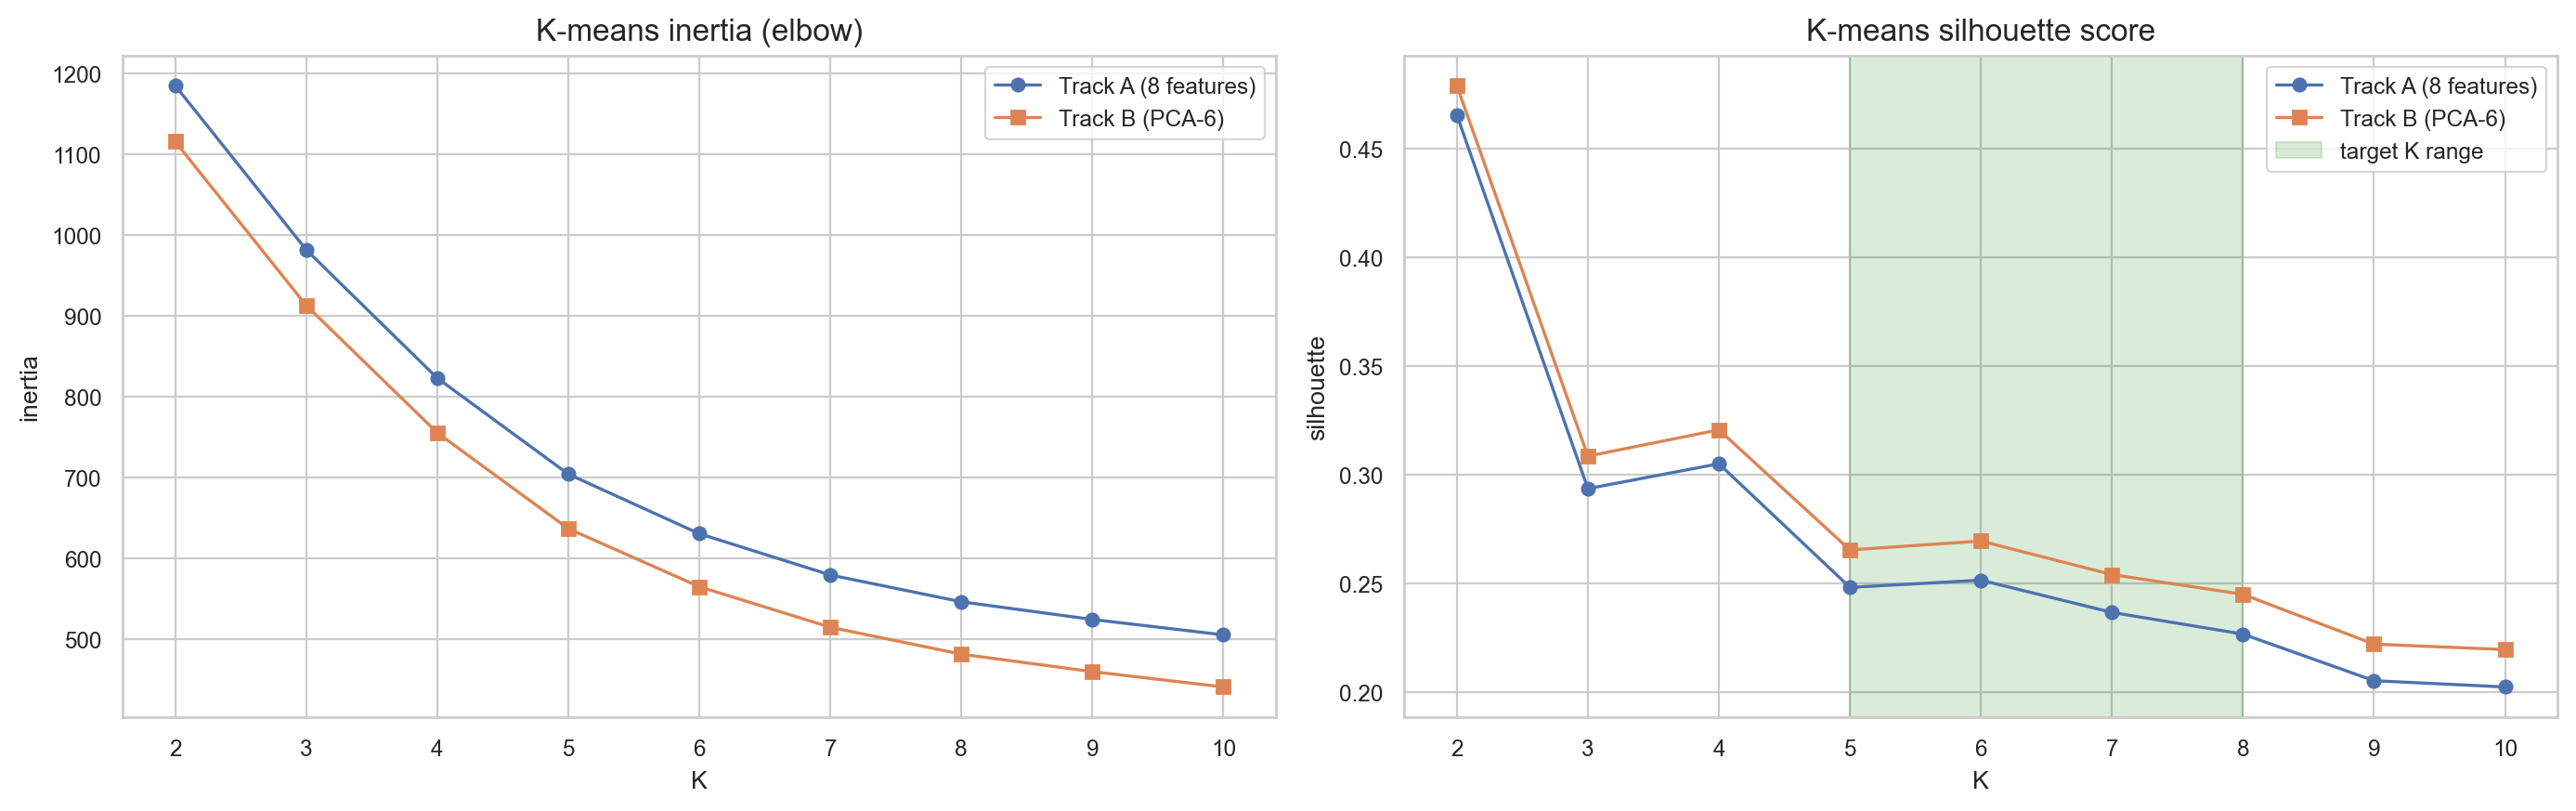 K-means inertia (elbow)
Track A (8 features)
Track B (PCA-6)
inertia
1200
1100
1000
900
800
700
600
500
2 3 4 5 6 7 8 9 10
K
K-means silhouette score
Track A (8 features)
Track B (PCA-6)
target K range
silhouette
0.45
0.40
0.35
0.30
0.25
0.20
2 3 4 5 6 7 8 9 10
K